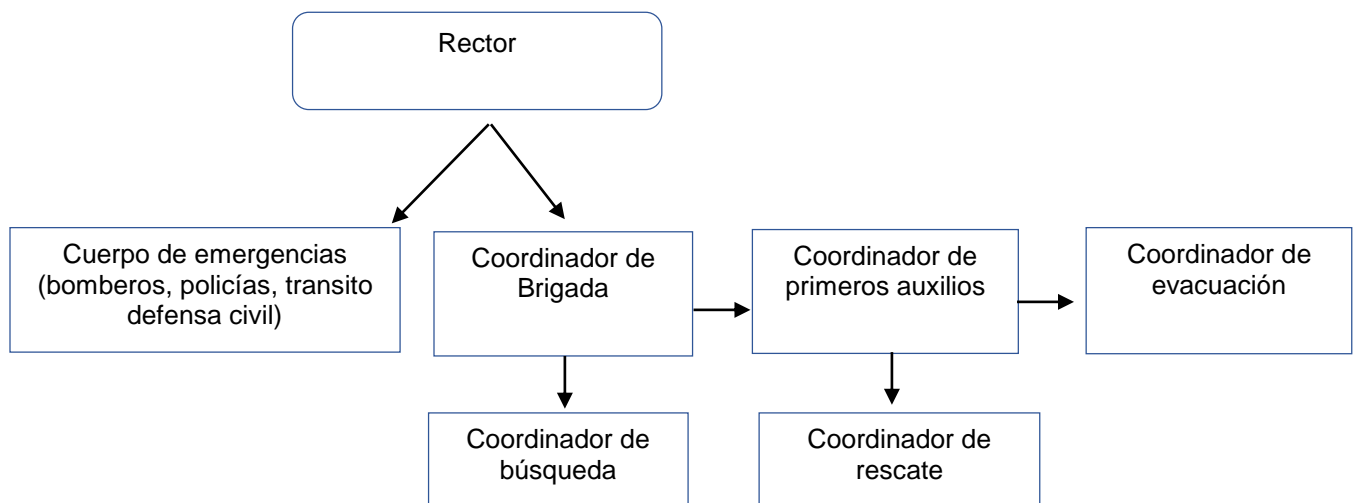 Rector
Cuerpo de emergencias
(bomberos, policías, transito
defensa civil)
Coordinador de
Brigada
Coordinador de
primeros auxilios
Coordinador de
evacuación
Coordinador de
búsqueda
Coordinador de
rescate